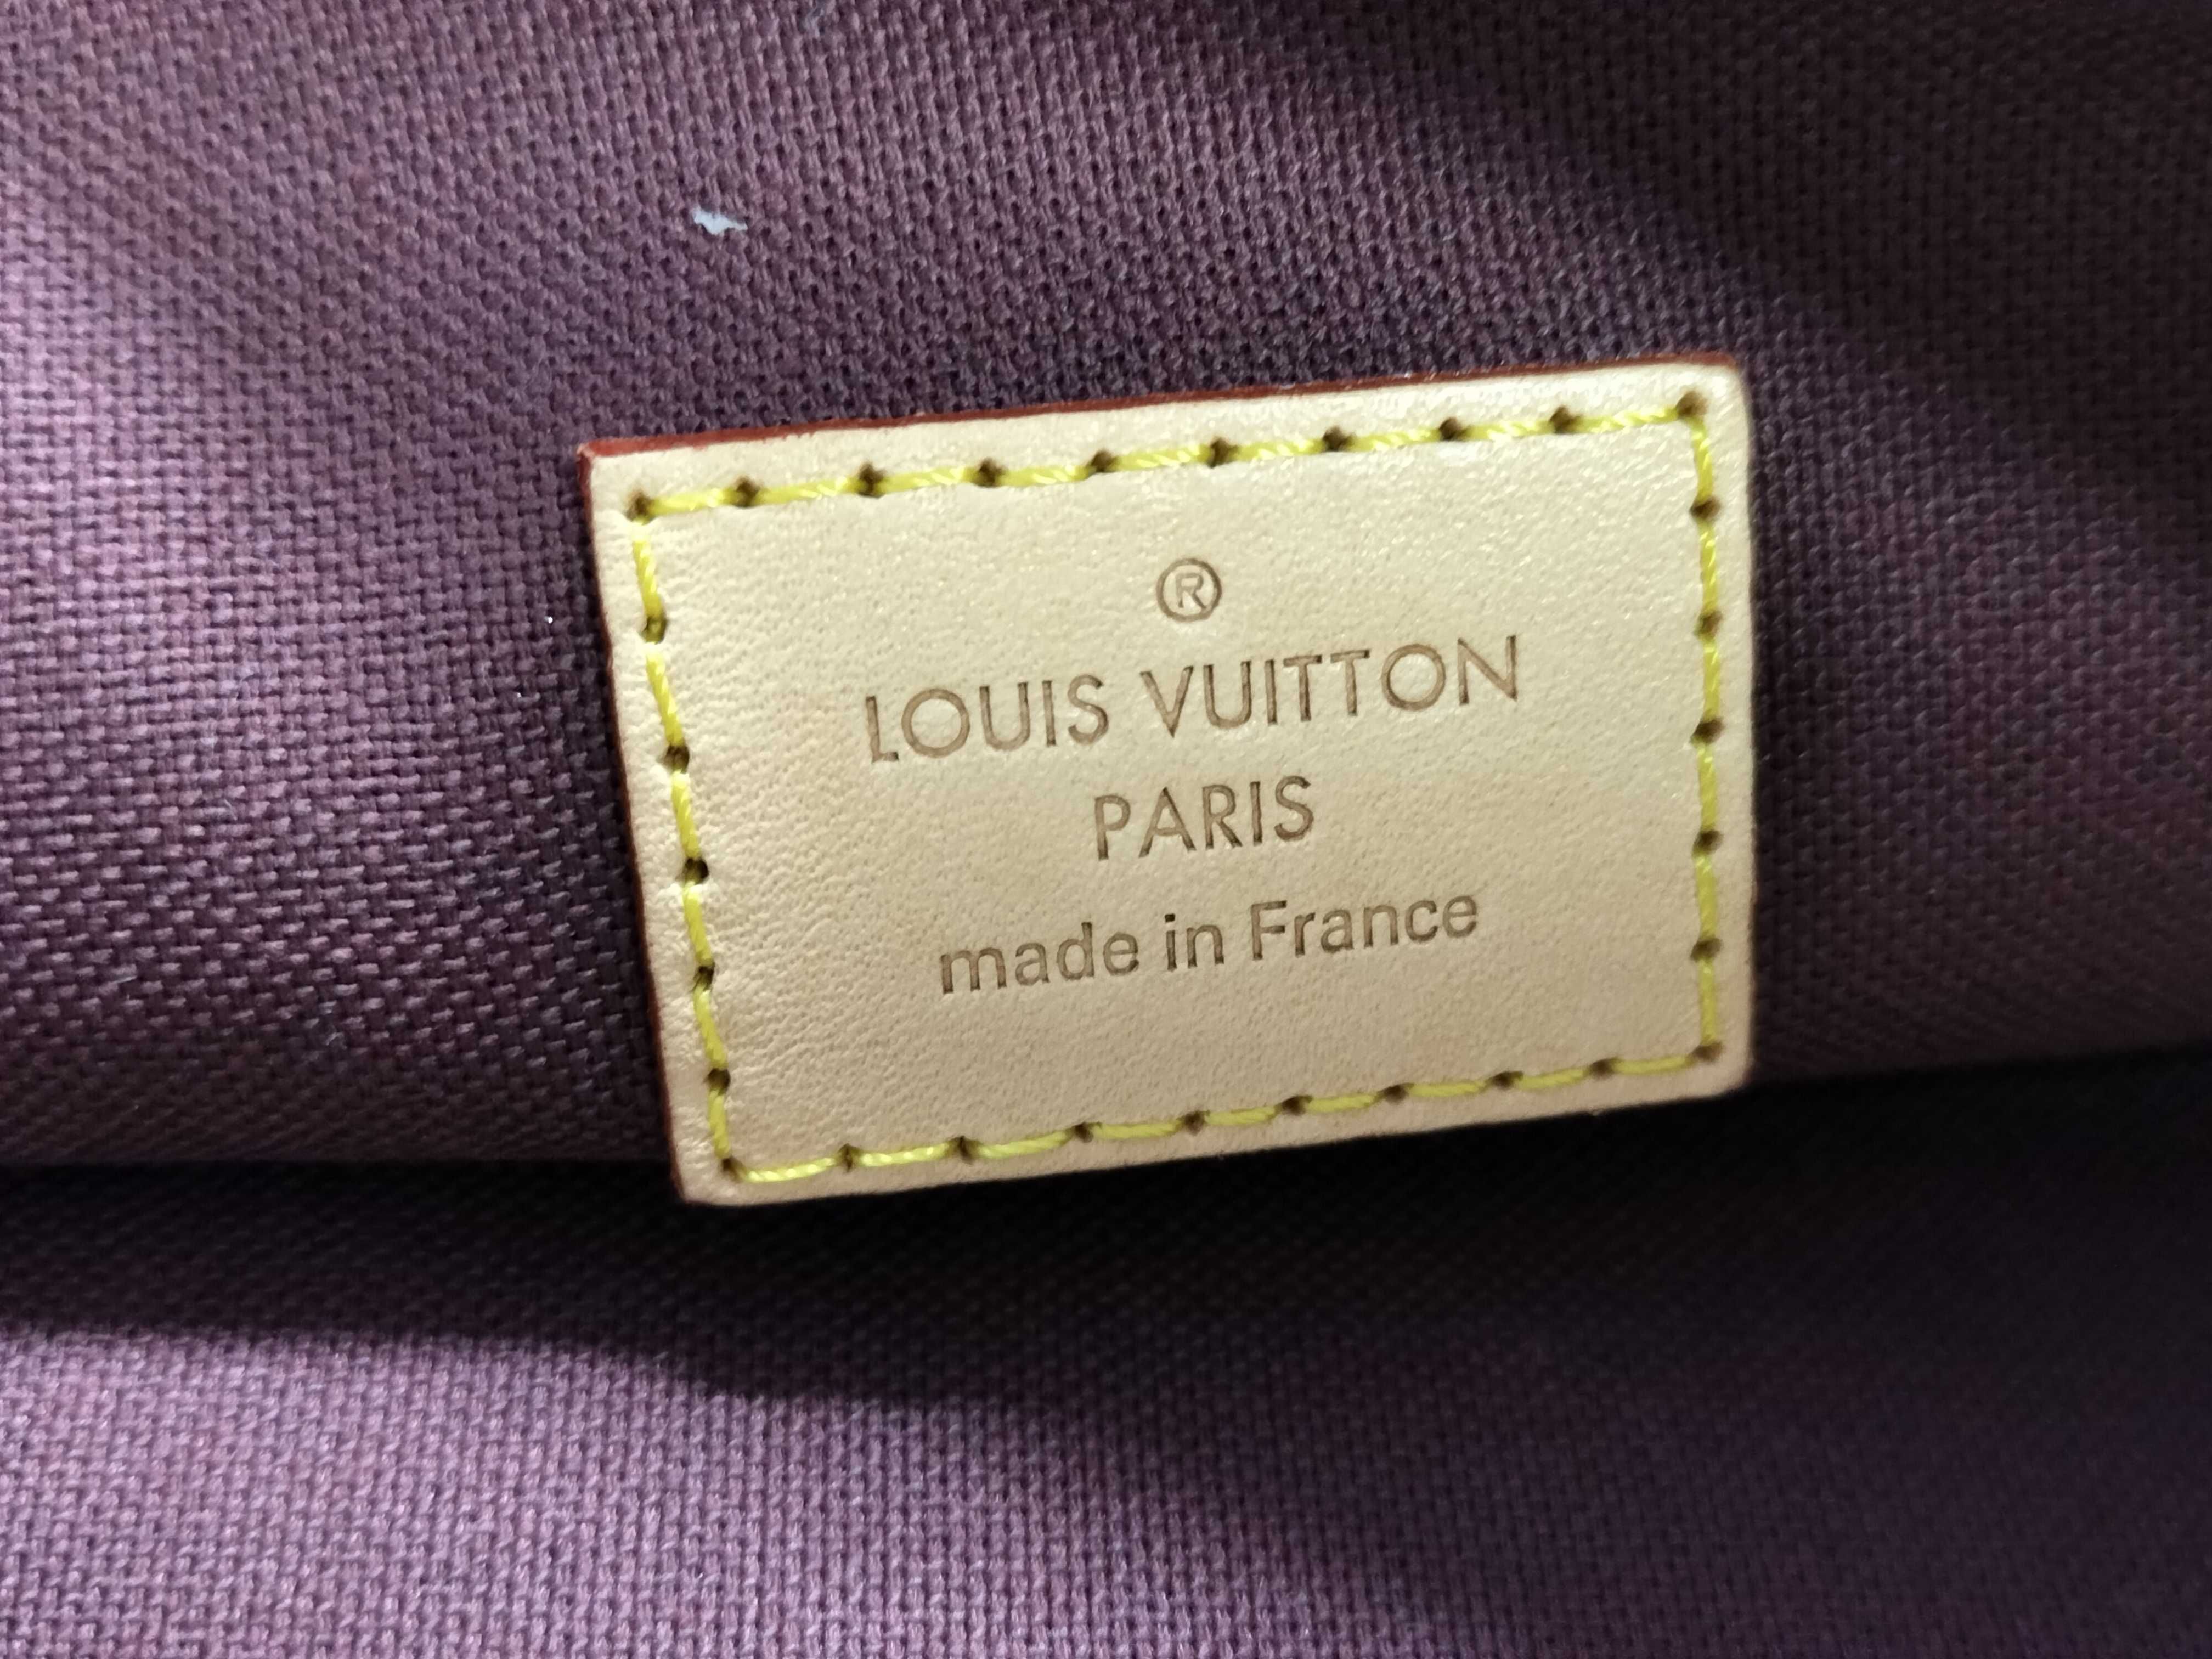 ®
LOUIS VUITTON
PARIS
made in France